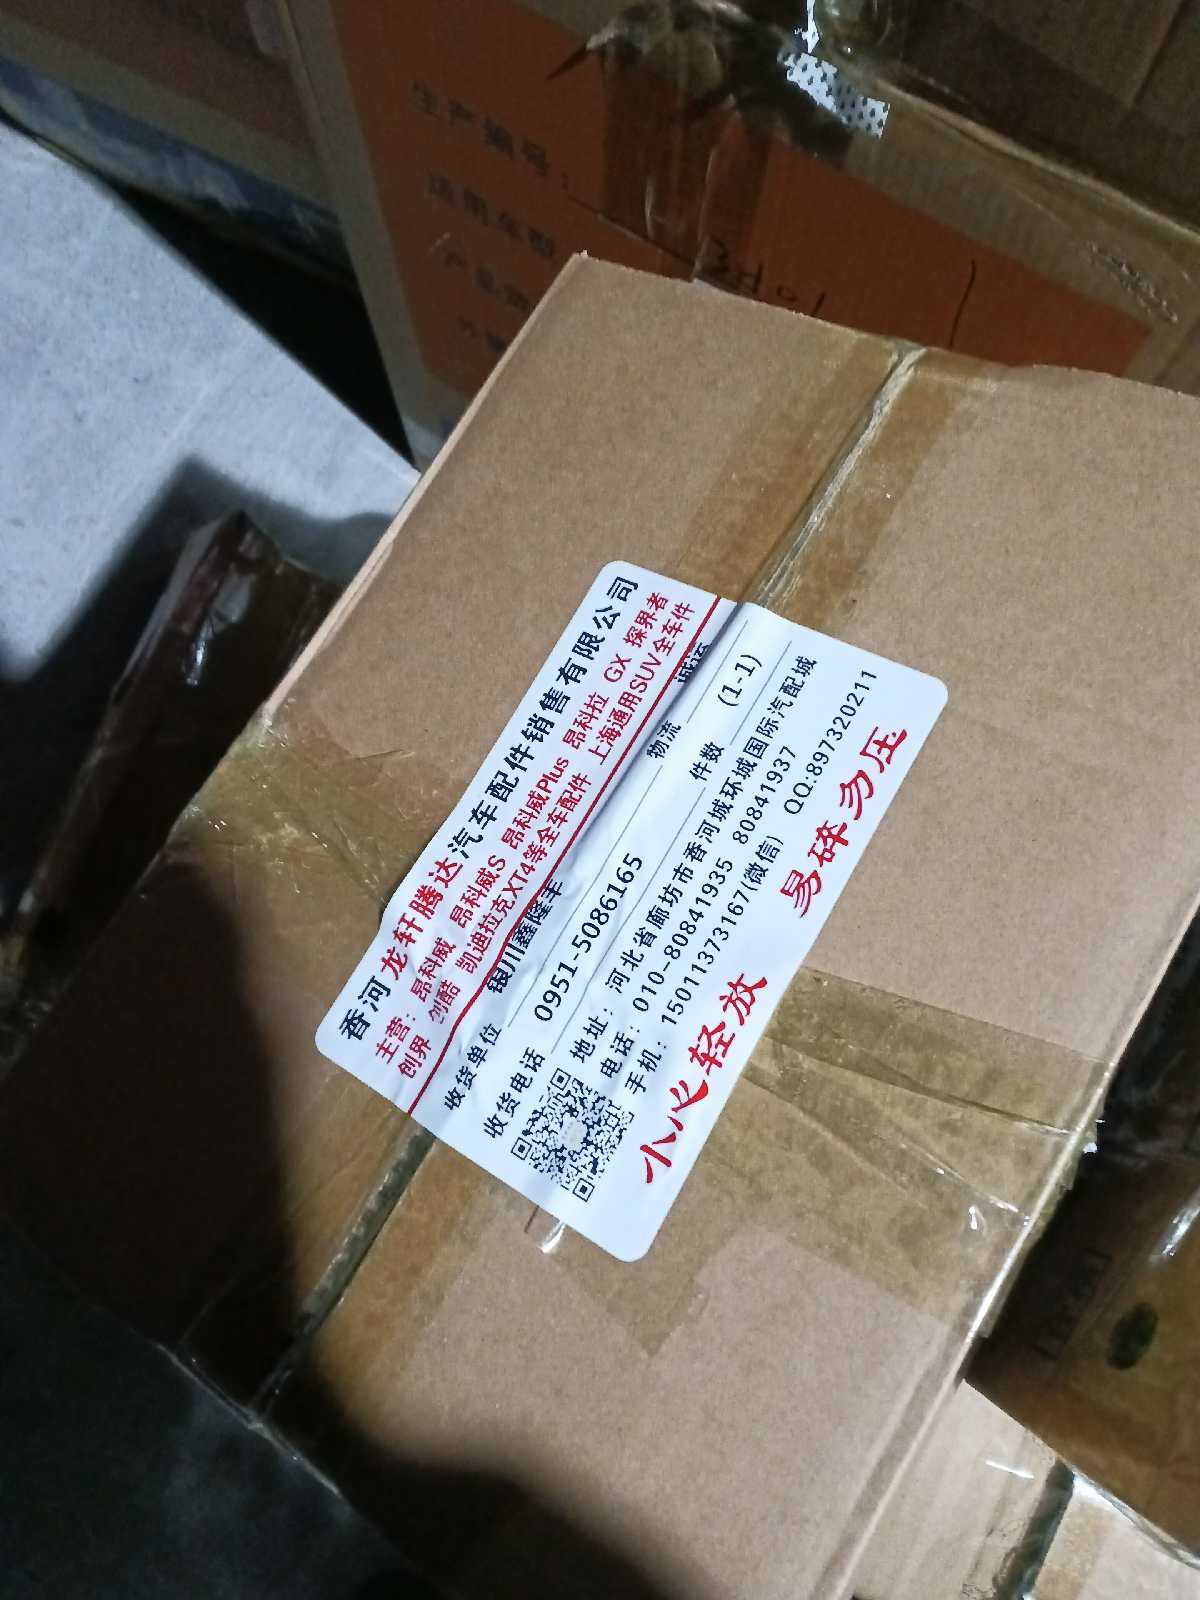 香河龙轩腾达汽车配件销售有限公司
主营：昂科威 昂科威S 昂科威Plus 昂科拉 GX 探界者
创界 创酷 凯迪拉克XT4等全车配件 上海通用SUV全车件
收货单位 银川鑫隆丰 物流
收货电话 0951-5086165 件数 (1-1)
地址：河北省廊坊市香河城环城国际汽配城
电话：010-80841935 80841937
手机：15011373167(微信) QQ:897320211
小心轻放 易碎勿压